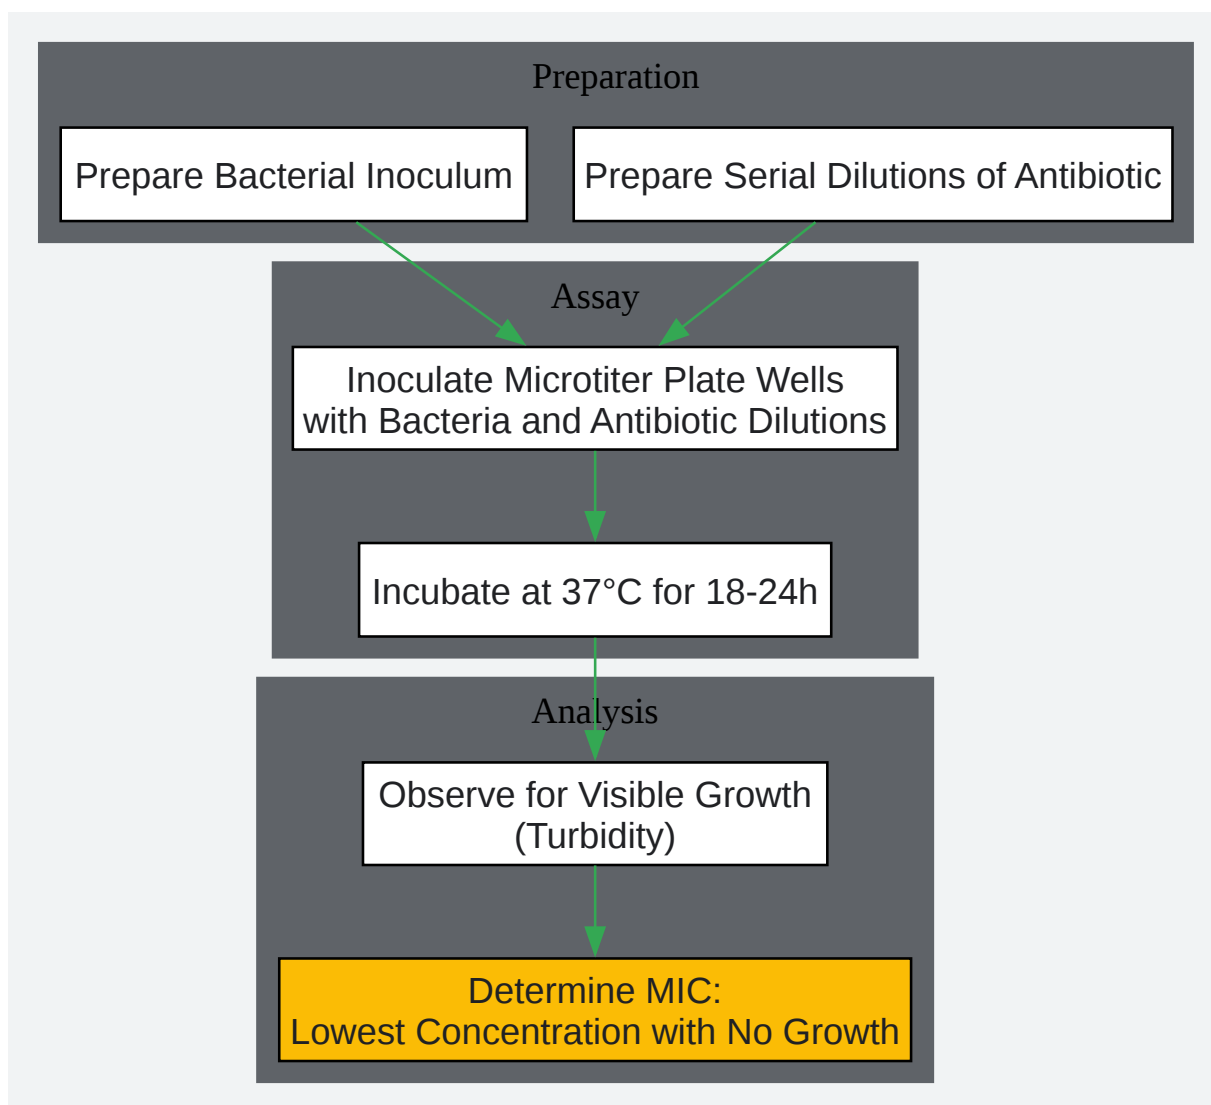 Preparation
Prepare Bacterial Inoculum
Prepare Serial Dilutions of Antibiotic
Assay
Inoculate Microtiter Plate Wells
with Bacteria and Antibiotic Dilutions
Incubate at 37°C for 18-24h
Analysis
Observe for Visible Growth
(Turbidity)
Determine MIC:
Lowest Concentration with No Growth